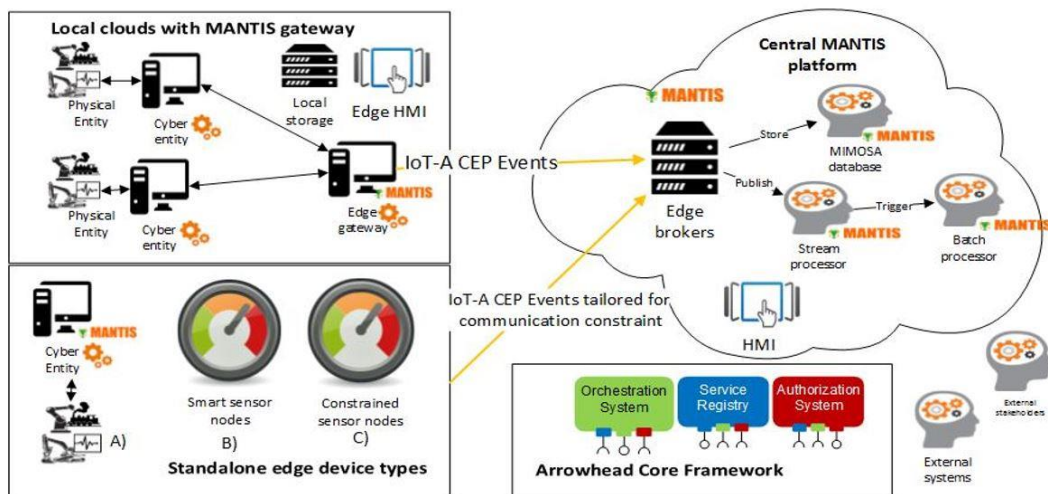 Local clouds with MANTIS gateway
Physical
Entity
Cyber
entity
Local
storage
Edge HMI
Physical
Entity
Cyber
entity
MANTIS
Edge
gateway
IoT-A CEP Events
Central MANTIS
platform
MANTIS
Edge
brokers
Store
MANTIS
MIMOSA
database
Publish
MANTIS
Stream
processor
Trigger
MANTIS
Batch
processor
HMI
MANTIS
Cyber
Entity
A)
Smart sensor
nodes
B)
Constrained
sensor nodes
C)
Standalone edge device types
IoT-A CEP Events tailored for
communication constraint
Orchestration
System
Service
Registry
Authorization
System
Arrowhead Core Framework
External
stakeholders
External
systems